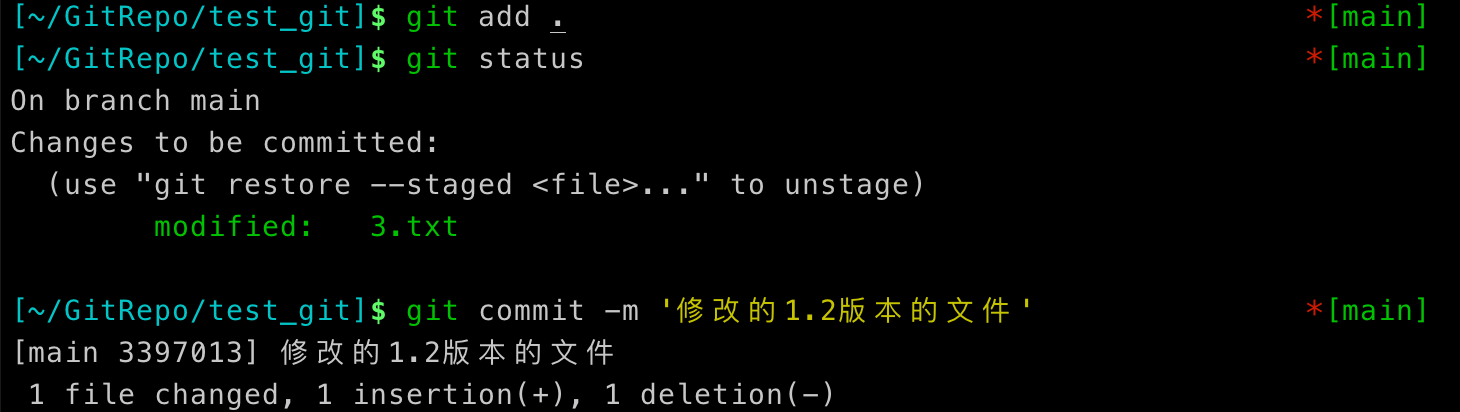 [~/GitRepo/test_git]$ git add . *[main]
[~/GitRepo/test_git]$ git status *[main]
On branch main
Changes to be committed:
(use "git restore --staged <file>..." to unstage)
modified: 3.txt
[~/GitRepo/test_git]$ git commit -m '修改的1.2版本的文件' *[main]
[main 3397013] 修改的1.2版本的文件
1 file changed, 1 insertion(+), 1 deletion(-)